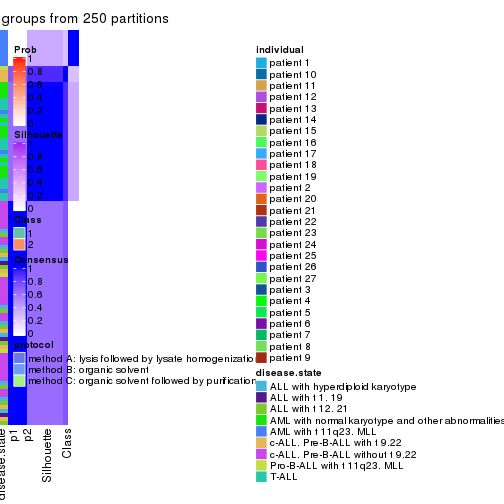 groups from 250 partitions
Prob
1
0.8
0.6
0.4
0.2
0
Silhouette
1
0.8
0.6
0.4
0.2
0
Class
1
2
Consensus
1
0.8
0.6
0.4
0.2
0
protocol
method A: lysis followed by lysate homogenizatio
method B: organic solvent
method C: organic solvent followed by purification
disease.state
p1
p2
Silhouette
Class
individual
patient 1
patient 10
patient 11
patient 12
patient 13
patient 14
patient 15
patient 16
patient 17
patient 18
patient 19
patient 2
patient 20
patient 21
patient 22
patient 23
patient 24
patient 25
patient 26
patient 27
patient 3
patient 4
patient 5
patient 6
patient 7
patient 8
patient 9
disease.state
ALL with hyperdiploid karyotype
ALL with t 1. 19
ALL with t 12. 21
AML with normal karyotype and other abnormalities
AML with t 11q23. MLL
c-ALL. Pre-B-ALL with t 9.22
c-ALL. Pre-B-ALL without t 9.22
Pro-B-ALL with t 11q23. MLL
T-ALL